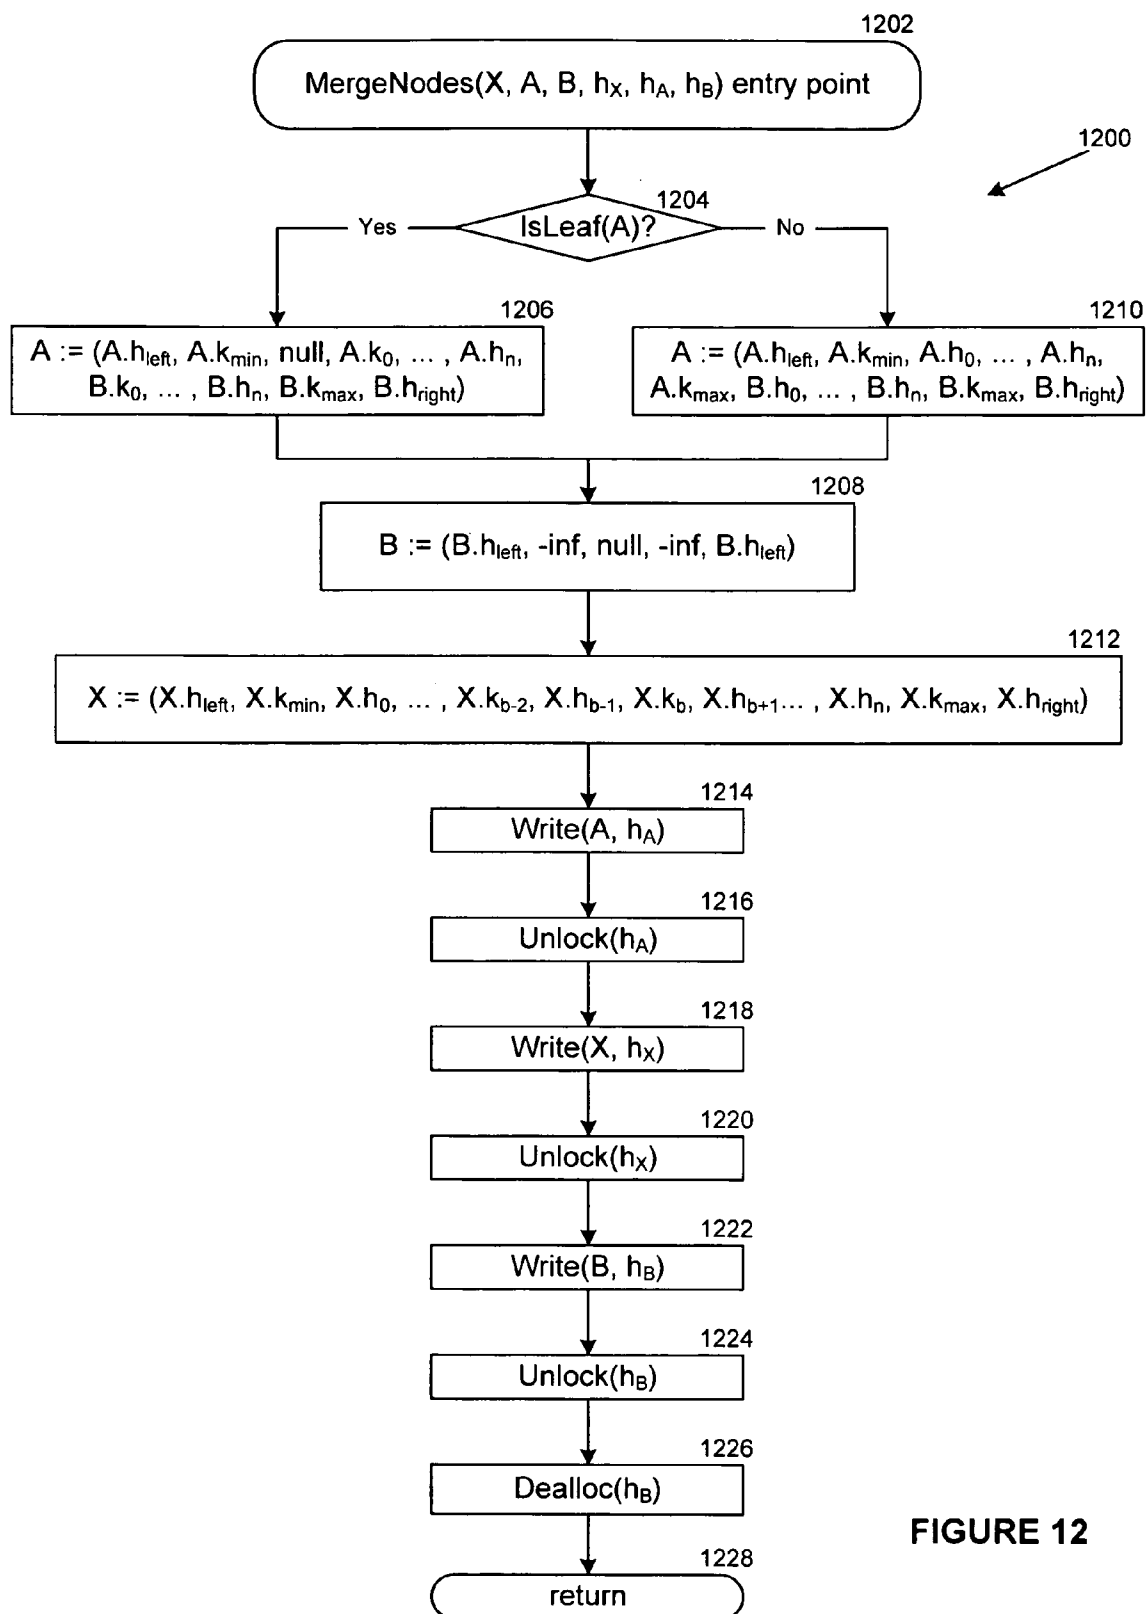 1202
MergeNodes(X, A, B, hX, hA, hB) entry point
1200
1204
IsLeaf(A)?
Yes
No
1206
A := (A.hleft, A.kmin, null, A.k0, ... , A.hn,
B.k0, ... , B.hn, B.kmax, B.hright)
1210
A := (A.hleft, A.kmin, A.h0, ... , A.hn,
A.kmax, B.h0, ... , B.hn, B.kmax, B.hright)
1208
B := (B.hleft, -inf, null, -inf, B.hleft)
1212
X := (X.hleft, X.kmin, X.h0, ... , X.kb-2, X.hb-1, X.kb, X.hb+1... , X.hn, X.kmax, X.hright)
1214
Write(A, hA)
1216
Unlock(hA)
1218
Write(X, hX)
1220
Unlock(hX)
1222
Write(B, hB)
1224
Unlock(hB)
1226
Dealloc(hB)
FIGURE 12
1228
return